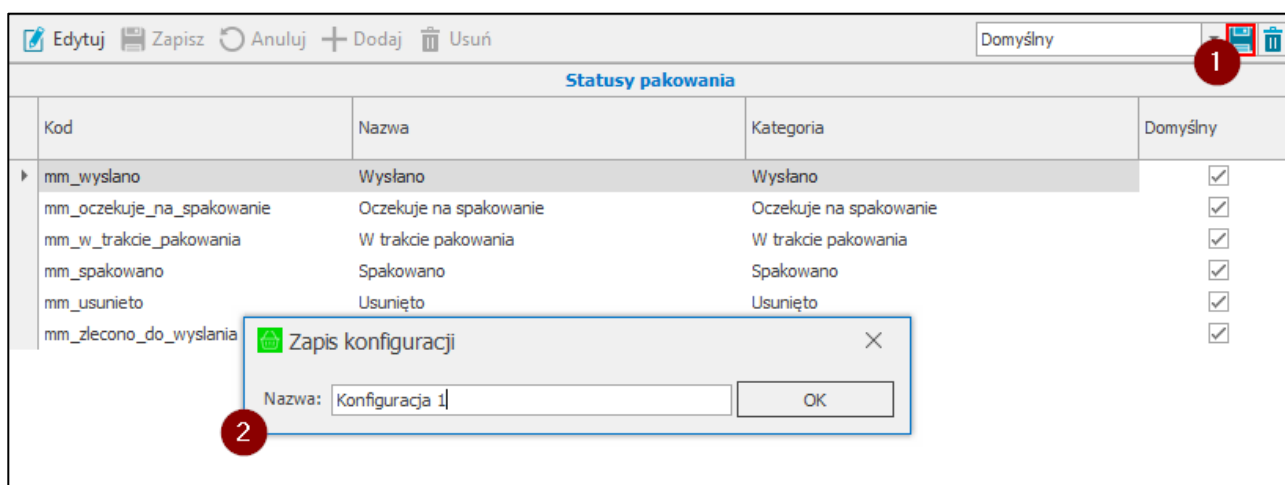 Edytuj Zapisz Anuluj Dodaj Usuń Domyślny
1
Statusy pakowania
Kod Nazwa Kategoria Domyślny
mm_wyslano Wysłano Wysłano
mm_oczekuje_na_spakowanie Oczekuje na spakowanie Oczekuje na spakowanie
mm_w_trakcie_pakowania W trakcie pakowania W trakcie pakowania
mm_spakowano Spakowano Spakowano
mm_usunieto Usunięto Usunięto
mm_zlecono_do_wyslania
Zapis konfiguracji
Nazwa: Konfiguracja 1 OK
2